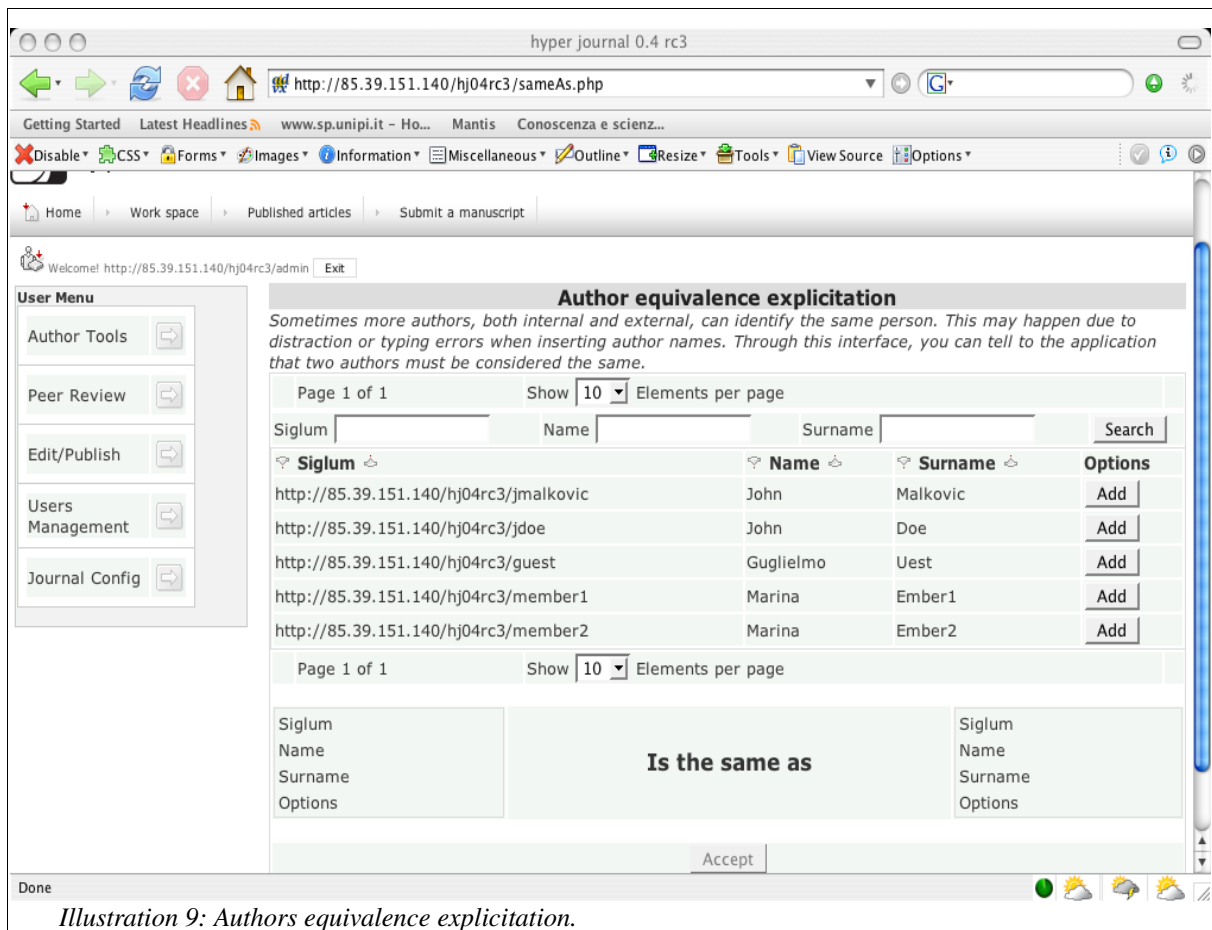 hyper journal 0.4 rc3
http://85.39.151.140/hj04rc3/sameAs.php
G
Getting Started Latest Headlines www.sp.unipi.it - Ho... Mantis Conoscenza e scienz...
Disable CSS Forms Images Information Miscellaneous Outline Resize Tools View Source Options
Home Work space Published articles Submit a manuscript
Welcome! http://85.39.151.140/hj04rc3/admin Exit
User Menu
Author Tools
Peer Review
Edit/Publish
Users
Management
Journal Config
Author equivalence explicitation
Sometimes more authors, both internal and external, can identify the same person. This may happen due to
distraction or typing errors when inserting author names. Through this interface, you can tell to the application
that two authors must be considered the same.
Page 1 of 1 Show 10 Elements per page
Siglum Name Surname Search
Siglum Name Surname Options
http://85.39.151.140/hj04rc3/jmalkovic John Malkovic Add
http://85.39.151.140/hj04rc3/jdoe John Doe Add
http://85.39.151.140/hj04rc3/guest Guglielmo Uest Add
http://85.39.151.140/hj04rc3/member1 Marina Ember1 Add
http://85.39.151.140/hj04rc3/member2 Marina Ember2 Add
Page 1 of 1 Show 10 Elements per page
Siglum
Name
Surname
Options
Is the same as
Siglum
Name
Surname
Options
Accept
Done
Illustration 9: Authors equivalence explicitation.